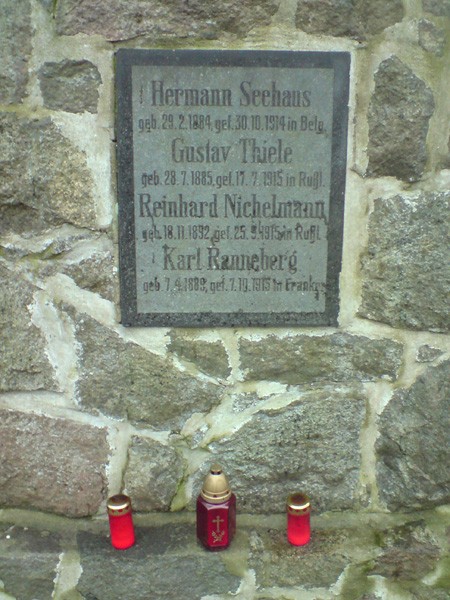 Hermann Seehaus
geb. 29.2.1884, gef. 30.10.1914 in Belg.
Gustav Thiele
geb. 28.7.1885, gef. 17.7.1915 in Rußl.
Reinhard Nichelmann
geb. 18.11.1892, gef. 25.9.1915 in Rußl.
Karl Ranneberg
geb. 7.4.1889, gef. 7.10.1915 in Frankr.